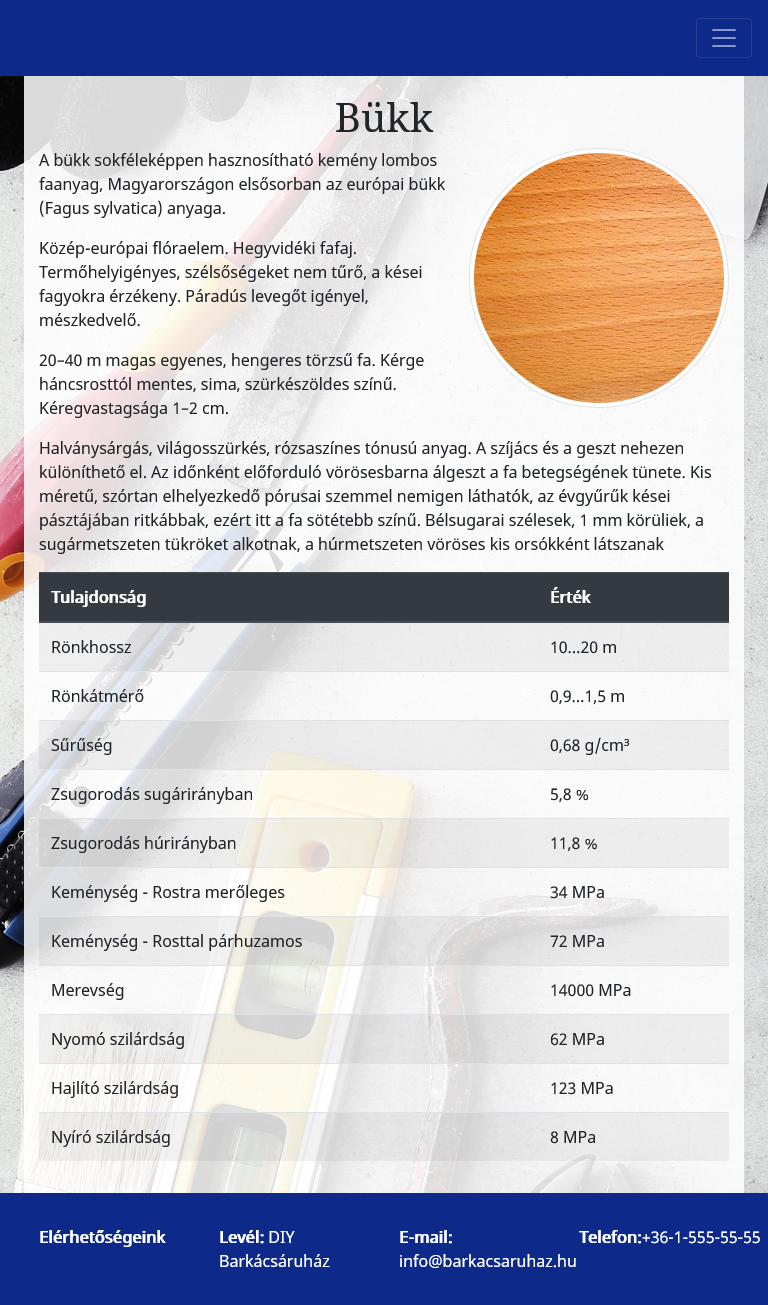 Bükk
A bükk sokféleképpen hasznosítható kemény lombos
faanyag, Magyarországon elsősorban az európai bükk
(Fagus sylvatica) anyaga.
Közép-európai flóraelem. Hegyvidéki fafaj.
Termőhelyigényes, szélsőségeket nem tűrő, a kései
fagyokra érzékeny. Páradús levegőt igényel,
mészkedvelő.
20–40 m magas egyenes, hengeres törzsű fa. Kérge
háncsrosttól mentes, sima, szürkészöldes színű.
Kéregvastagsága 1–2 cm.
Halványsárgás, világosszürkés, rózsaszínes tónusú anyag. A szíjács és a geszt nehezen
különíthető el. Az időnként előforduló vörösesbarna álgeszt a fa betegségének tünete. Kis
méretű, szórtan elhelyezkedő pórusai szemmel nemigen láthatók, az évgyűrűk kései
pásztájában ritkábbak, ezért itt a fa sötétebb színű. Bélsugarai szélesek, 1 mm körüliek, a
sugármetszeten tükröket alkotnak, a húrmetszeten vöröses kis orsókként látszanak
Tulajdonság Érték
Rönkhossz 10...20 m
Rönkátmérő 0,9...1,5 m
Sűrűség 0,68 g/cm³
Zsugorodás sugárirányban 5,8 %
Zsugorodás húrirányban 11,8 %
Keménység - Rostra merőleges 34 MPa
Keménység - Rosttal párhuzamos 72 MPa
Merevség 14000 MPa
Nyomó szilárdság 62 MPa
Hajlító szilárdság 123 MPa
Nyíró szilárdság 8 MPa
Elérhetőségeink
Levél: DIY
Barkácsáruház
E-mail:
info@barkacsaruhaz.hu
Telefon:+36-1-555-55-55